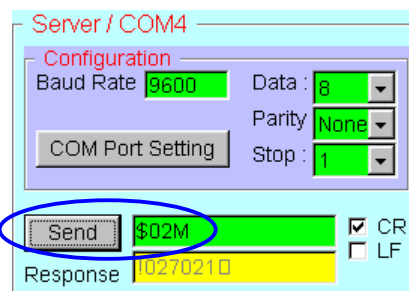 Server / COM4
Configuration
Baud Rate 9600 Data : 8
Parity None
COM Port Setting Stop : 1
Send $02M CR
LF
Response !027021□